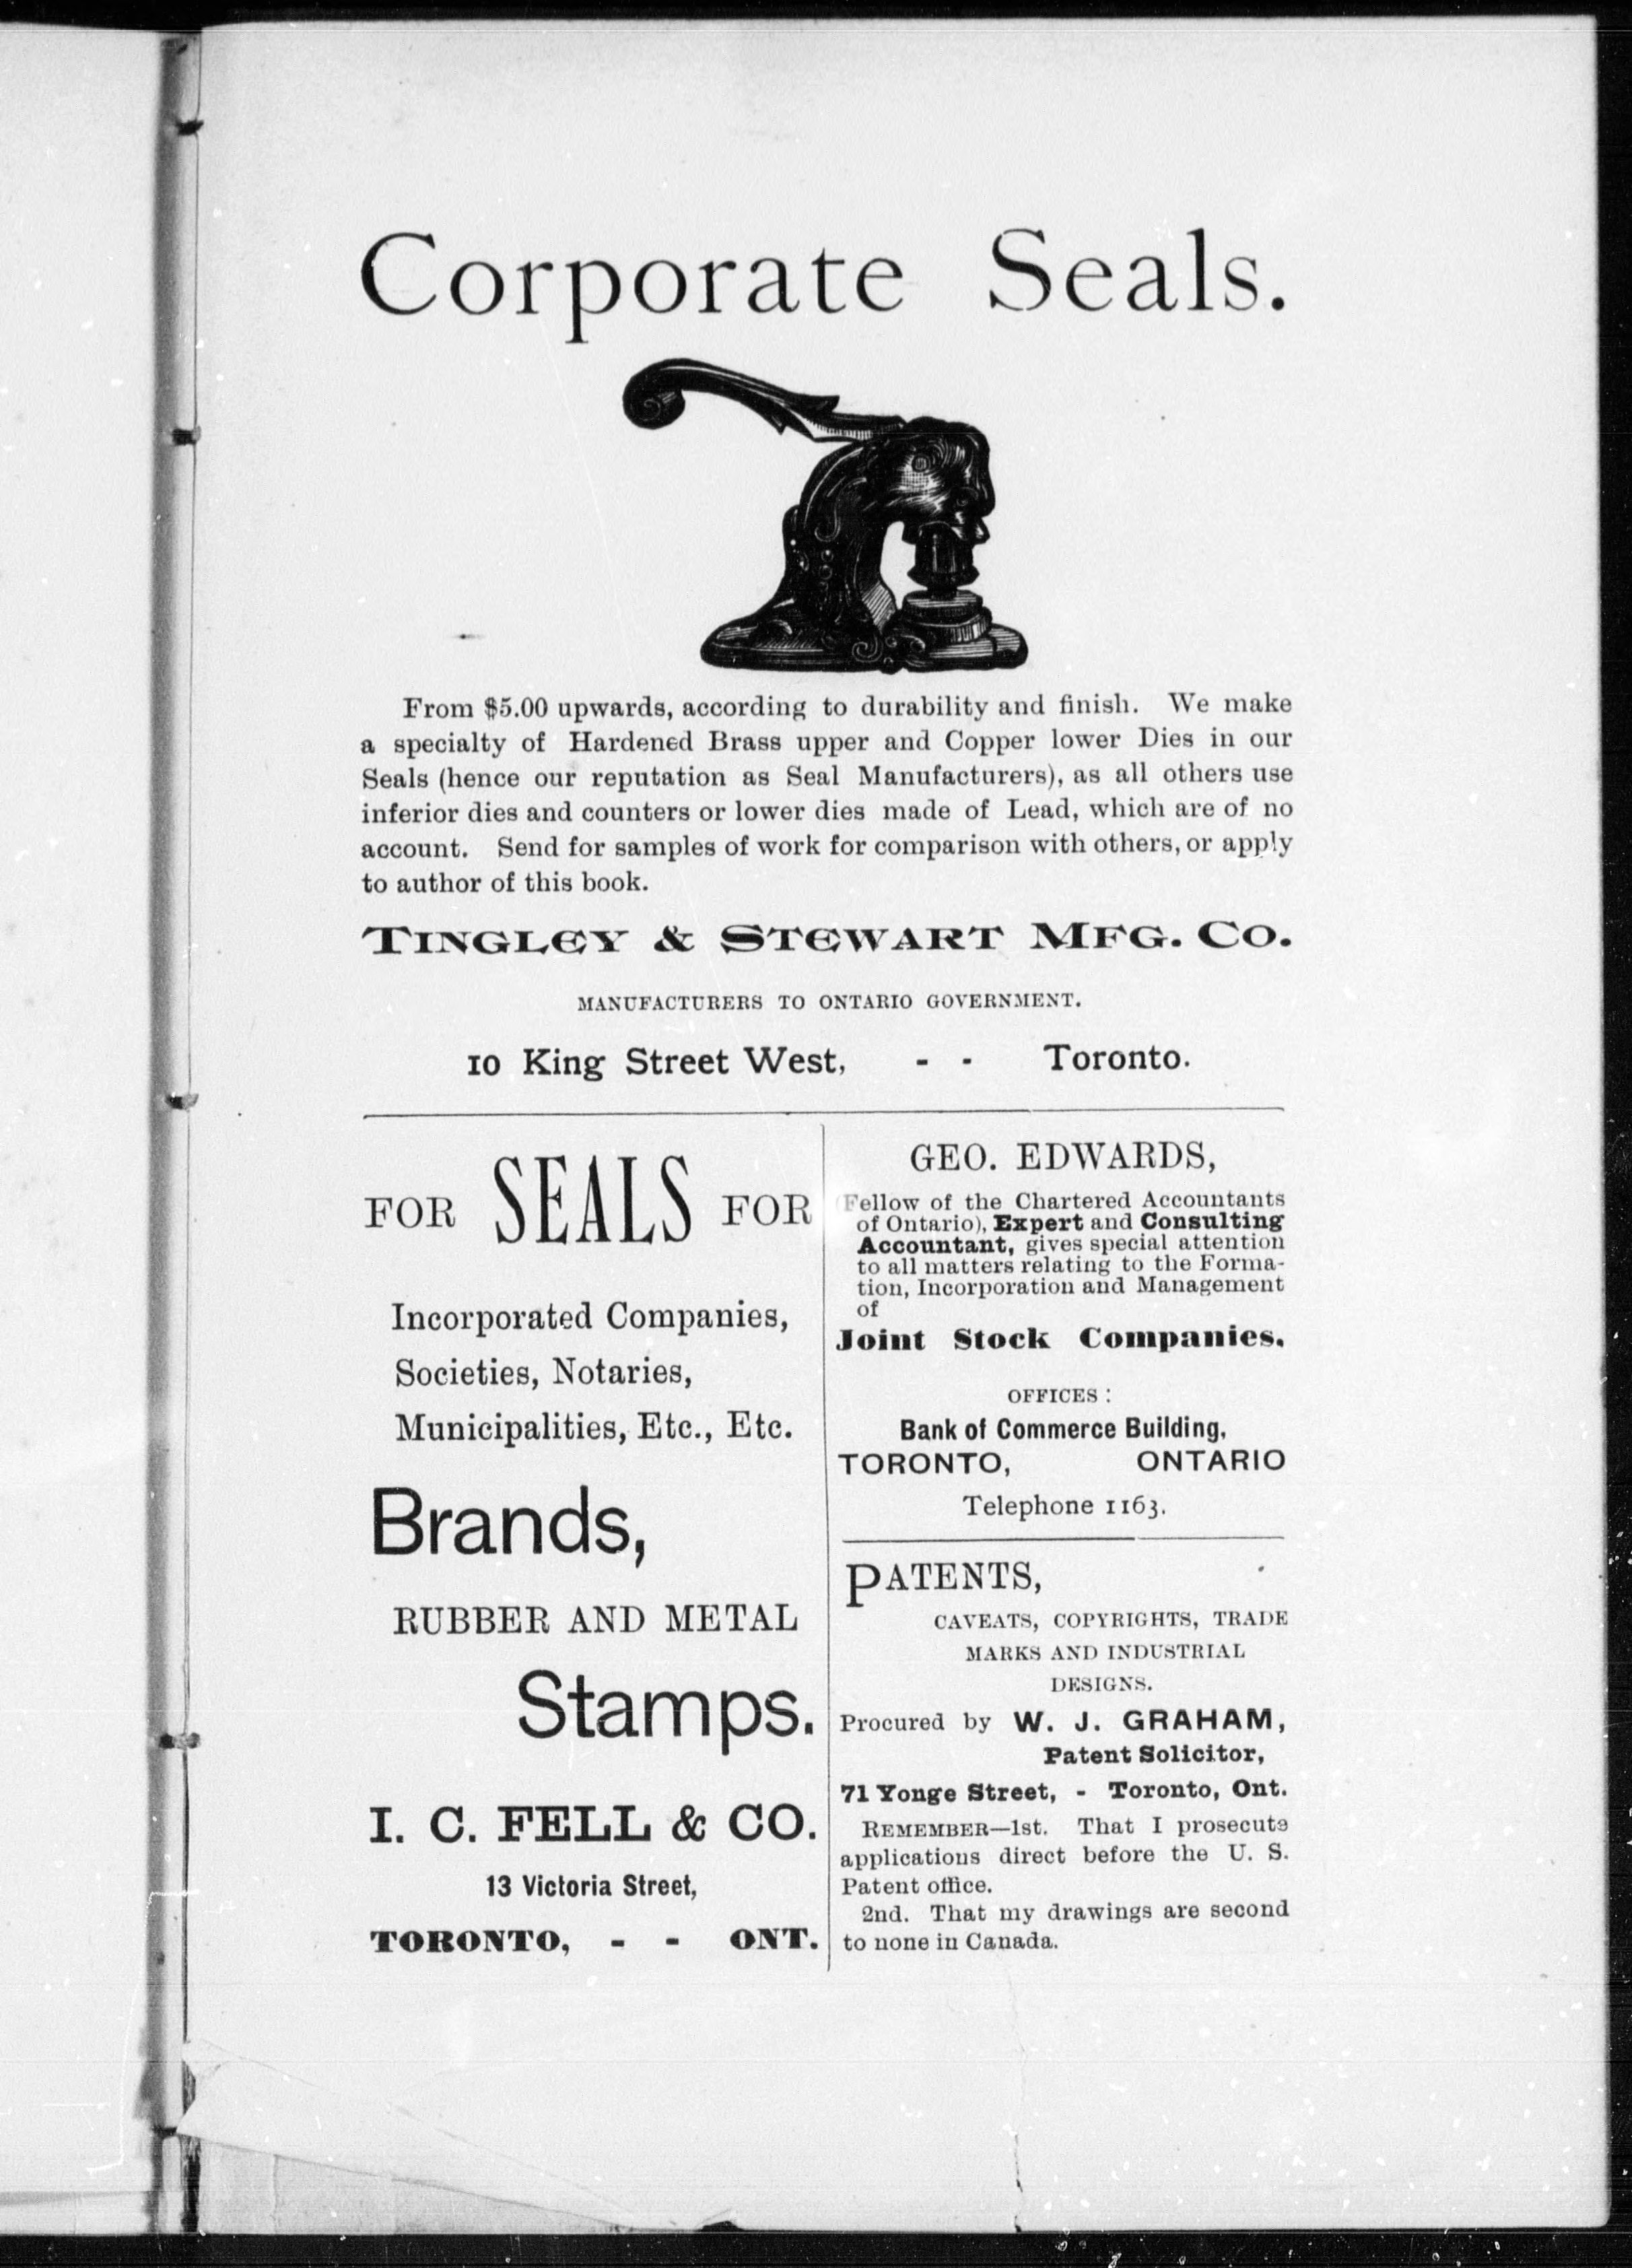 Corporate Seals.
From $5.00 upwards, according to durability and finish. We make
a specialty of Hardened Brass upper and Copper lower Dies in our
Seals (hence our reputation as Seal Manufacturers), as all others use
inferior dies and counters or lower dies made of Lead, which are of no
account. Send for samples of work for comparison with others, or apply
to author of this book.
TINGLEY & STEWART MFG. CO.
MANUFACTURERS TO ONTARIO GOVERNMENT.
10 King Street West, - - Toronto.
FOR SEALS FOR
Incorporated Companies,
Societies, Notaries,
Municipalities, Etc., Etc.
Brands,
RUBBER AND METAL
Stamps.
I. C. FELL & CO.
13 Victoria Street,
TORONTO, - - ONT.
GEO. EDWARDS,
(Fellow of the Chartered Accountants
of Ontario), Expert and Consulting
Accountant, gives special attention
to all matters relating to the Forma-
tion, Incorporation and Management
of
Joint Stock Companies.
OFFICES:
Bank of Commerce Building,
TORONTO, ONTARIO
Telephone 1163.
PATENTS,
CAVEATS, COPYRIGHTS, TRADE
MARKS AND INDUSTRIAL
DESIGNS.
Procured by W. J. GRAHAM,
Patent Solicitor,
71 Yonge Street, - Toronto, Ont.
REMEMBER—1st. That I prosecute
applications direct before the U. S.
Patent office.
2nd. That my drawings are second
to none in Canada.